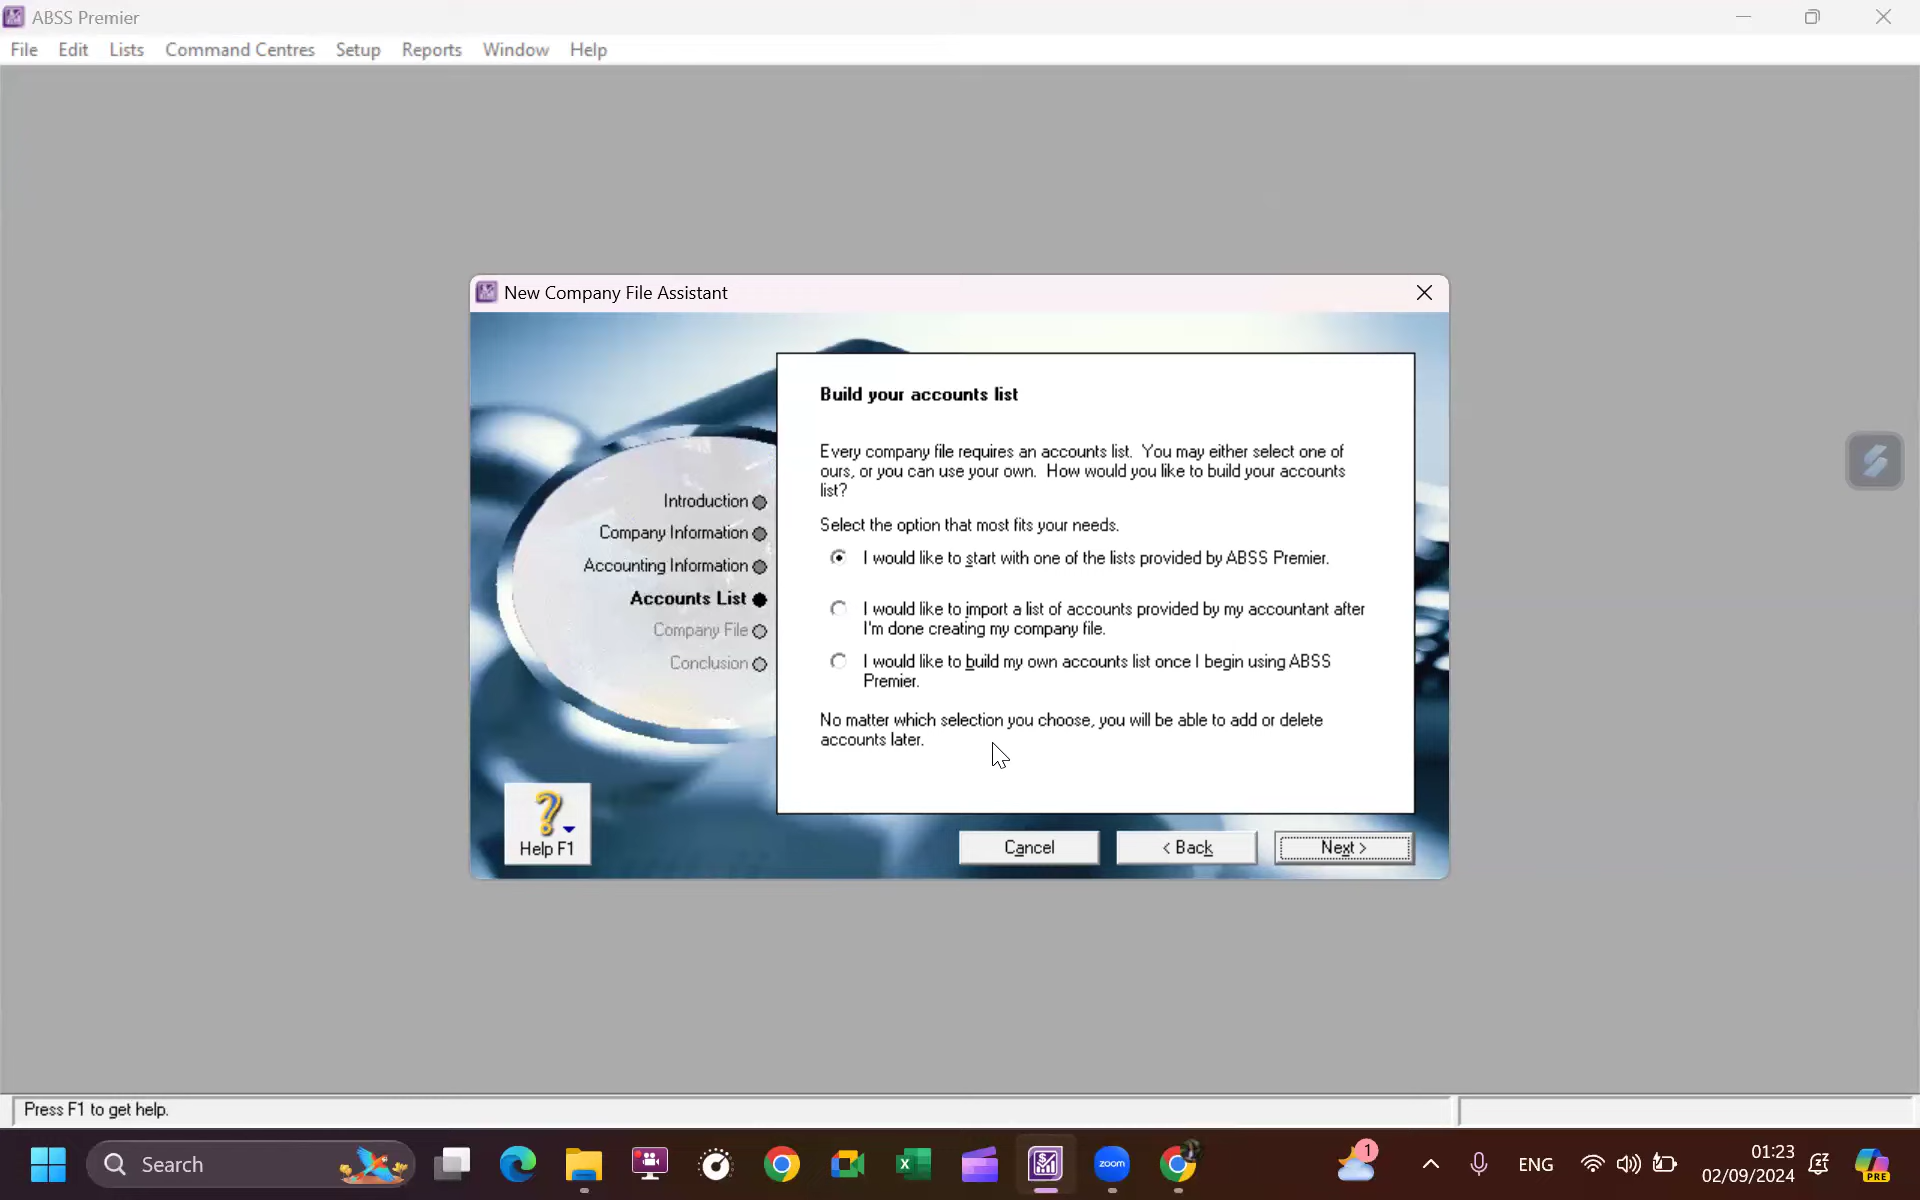 ABSS Premier
File Edit Lists Command Centres Setup Reports Window Help
New Company File Assistant
Introduction
Company Information
Accounting Information
Accounts List
Company File
Conclusion
Build your accounts list
Every company file requires an accounts list. You may either select one of
ours, or you can use your own. How would you like to build your accounts
list?
Select the option that most fits your needs.
I would like to start with one of the lists provided by ABSS Premier.
I would like to import a list of accounts provided by my accountant after
I'm done creating my company file.
I would like to build my own accounts list once I begin using ABSS
Premier.
No matter which selection you choose, you will be able to add or delete
accounts later.
? Help F1
Cancel < Back Next >
Press F1 to get help.
Search
zoom
1
ENG
01:23
02/09/2024
PRE